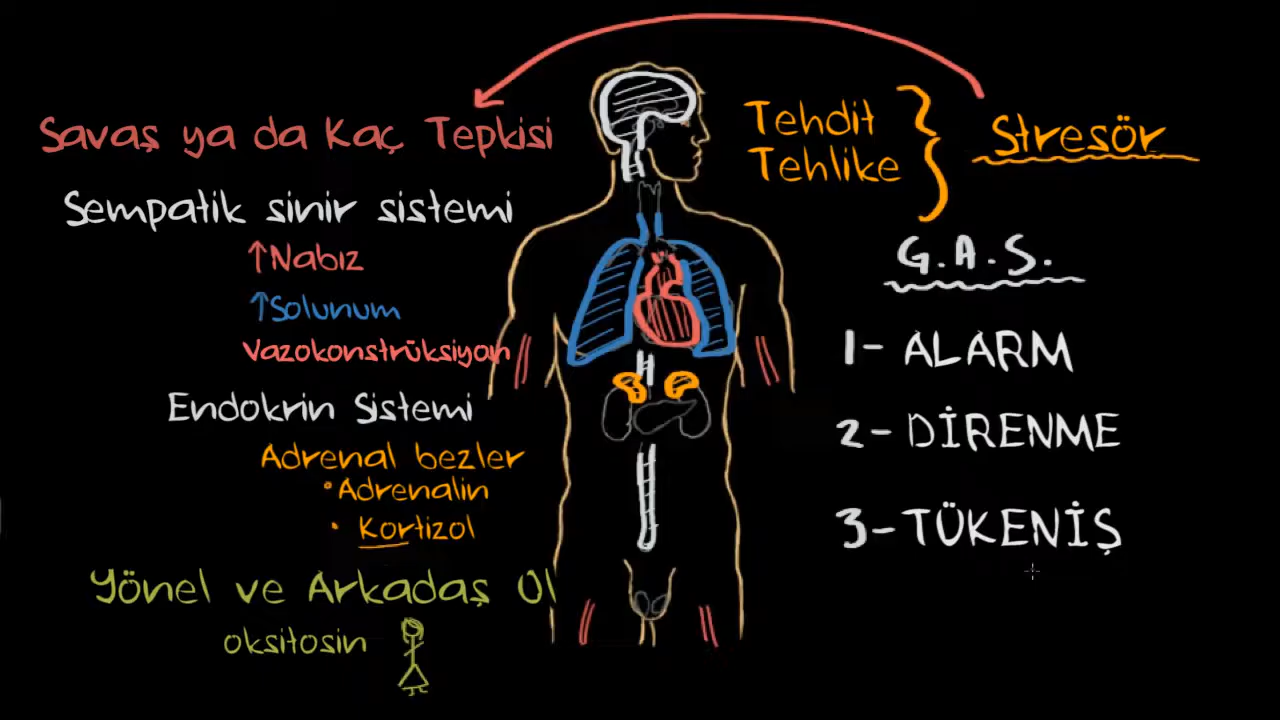 Savaş ya da Kaç Tepkisi
Sempatik sinir sistemi
↑Nabız
↑Solunum
Vazokonstrüksiyon
Endokrin Sistemi
Adrenal bezler
• Adrenalin
• Kortizol
Yönel ve Arkadaş Ol
oksitosin
Tehdit
Tehlike
Stresör
G.A.S.
1- ALARM
2- DİRENME
3- TÜKENİŞ